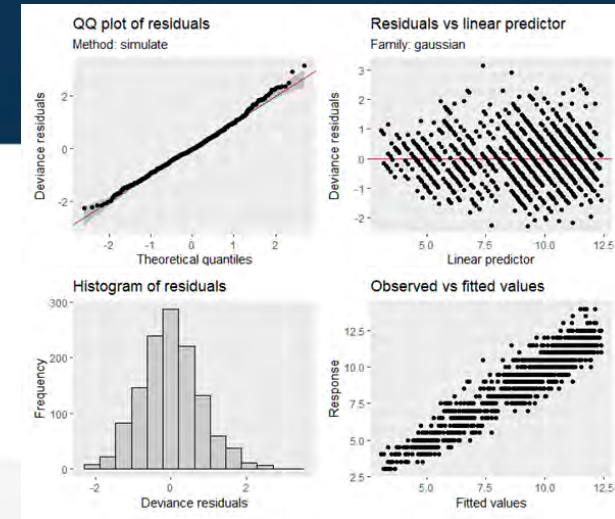 QQ plot of residuals
Method: simulate
Deviance residuals
2
0
-2
-2
-1
0
1
2
Theoretical quantiles
Residuals vs linear predictor
Family: gaussian
Deviance residuals
3
2
1
0
-1
-2
5.0
7.5
10.0
12.5
Linear predictor
Histogram of residuals
Frequency
300
200
100
0
-2
0
2
Deviance residuals
Observed vs fitted values
Response
12.5
10.0
7.5
5.0
2.5
5.0
7.5
10.0
12.5
Fitted values